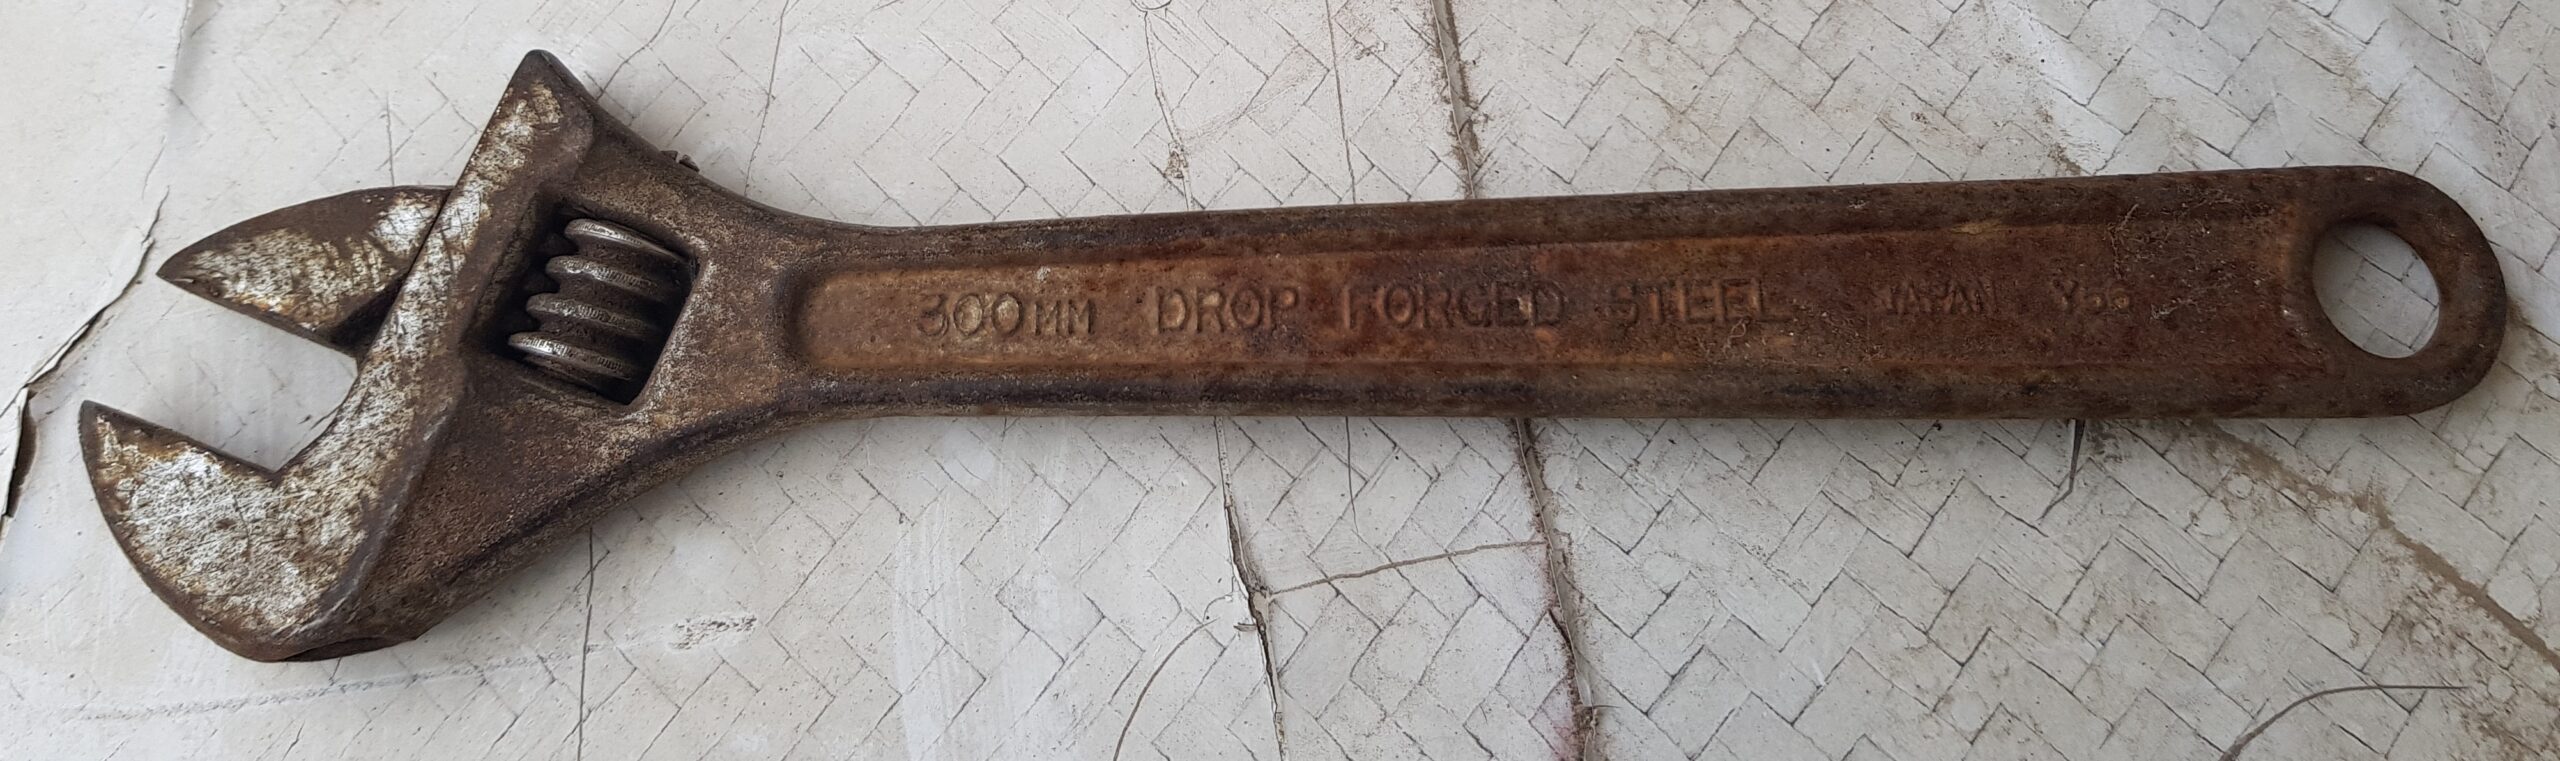 300MM DROP FORGED STEEL JAPAN